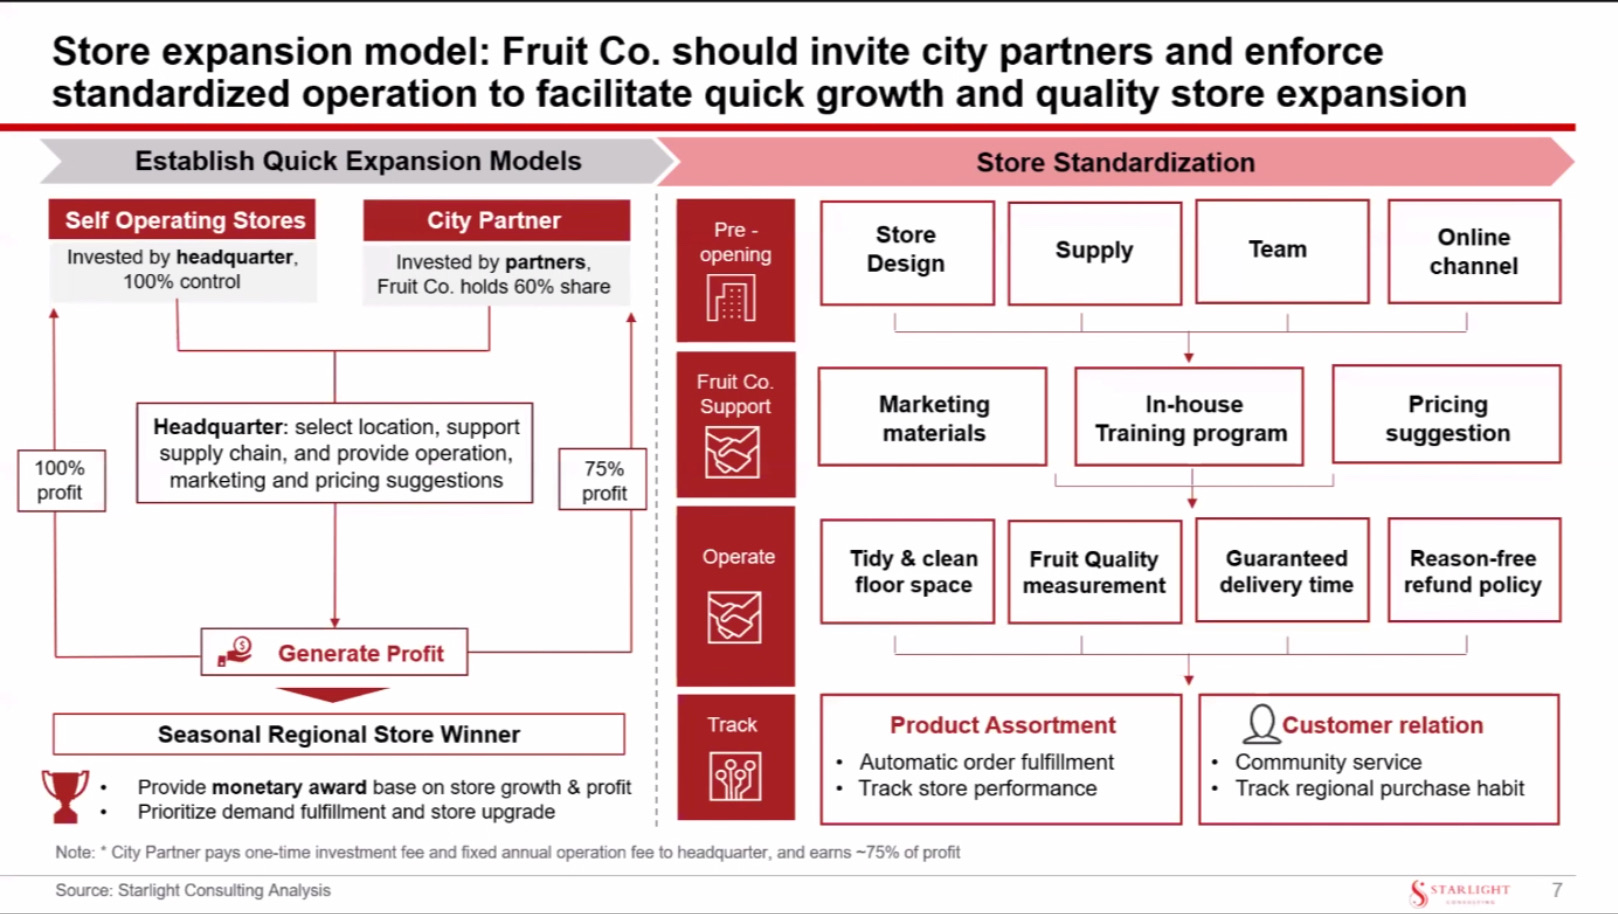 Store expansion model: Fruit Co. should invite city partners and enforce
standardized operation to facilitate quick growth and quality store expansion
Establish Quick Expansion Models
Store Standardization
Self Operating Stores
Invested by headquarter,
100% control
City Partner
Invested by partners,
Fruit Co. holds 60% share
Headquarter: select location, support
supply chain, and provide operation,
marketing and pricing suggestions
100%
profit
75%
profit
Generate Profit
Seasonal Regional Store Winner
• Provide monetary award base on store growth & profit
• Prioritize demand fulfillment and store upgrade
Pre -
opening
Store
Design
Supply
Team
Online
channel
Fruit Co.
Support
Marketing
materials
In-house
Training program
Pricing
suggestion
Operate
Tidy & clean
floor space
Fruit Quality
measurement
Guaranteed
delivery time
Reason-free
refund policy
Track
Product Assortment
• Automatic order fulfillment
• Track store performance
Customer relation
• Community service
• Track regional purchase habit
Note: * City Partner pays one-time investment fee and fixed annual operation fee to headquarter, and earns ~75% of profit
Source: Starlight Consulting Analysis
STARLIGHT
CONSULTING
7